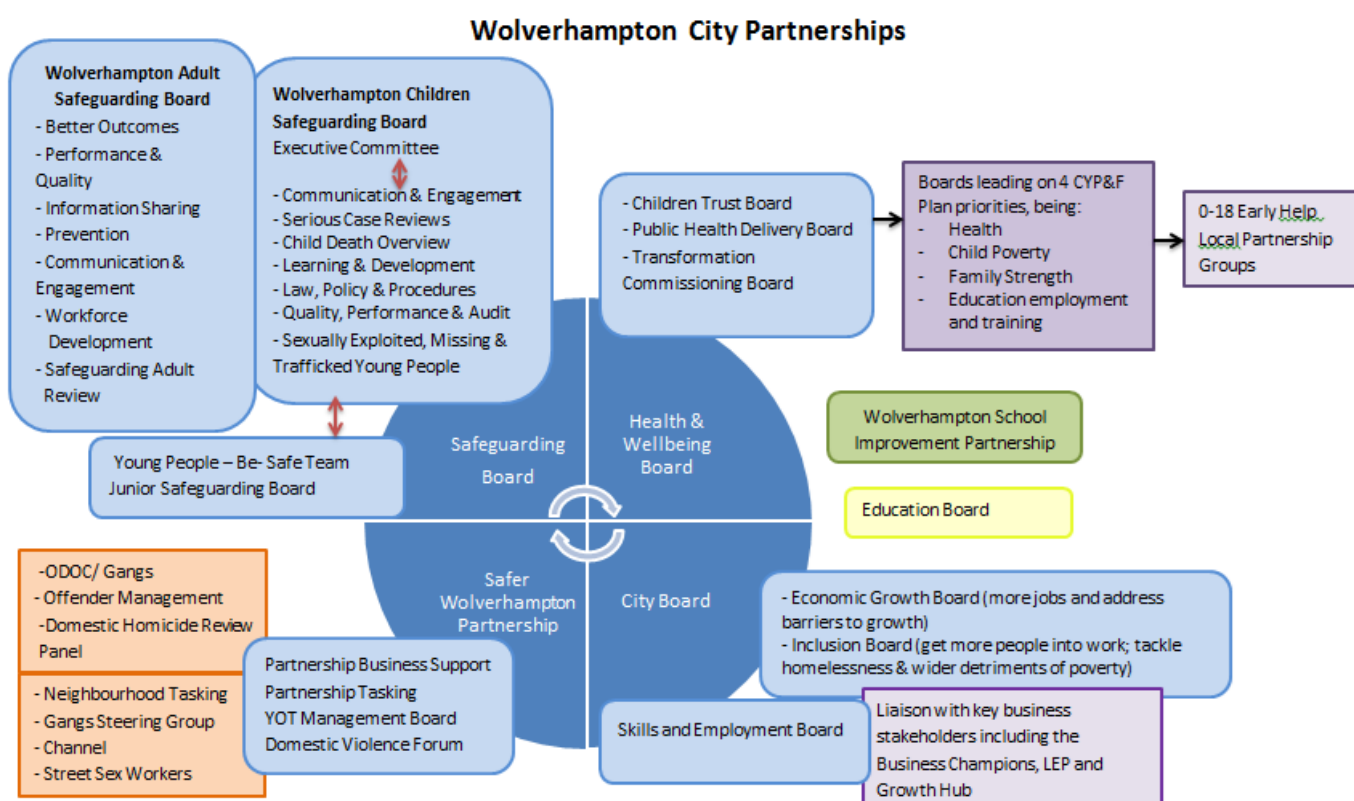 Wolverhampton City Partnerships
Wolverhampton Adult
Safeguarding Board
- Better Outcomes
- Performance &
Quality
- Information Sharing
- Prevention
- Communication &
Engagement
- Workforce
Development
- Safeguarding Adult
Review
Wolverhampton Children
Safeguarding Board
Executive Committee
- Communication & Engagement
- Serious Case Reviews
- Child Death Overview
- Learning & Development
- Law, Policy & Procedures
- Quality, Performance & Audit
- Sexually Exploited, Missing &
Trafficked Young People
- Children Trust Board
- Public Health Delivery Board
- Transformation
Commissioning Board
Boards leading on 4 CYP&F
Plan priorities, being:
- Health
- Child Poverty
- Family Strength
- Education employment
and training
0-18 Early Help
Local Partnership
Groups
Young People – Be- Safe Team
Junior Safeguarding Board
Safeguarding
Board
Health &
Wellbeing
Board
Wolverhampton School
Improvement Partnership
Education Board
Safer
Wolverhampton
Partnership
City Board
-ODOC/ Gangs
- Offender Management
-Domestic Homicide Review
Panel
- Neighbourhood Tasking
- Gangs Steering Group
- Channel
- Street Sex Workers
Partnership Business Support
Partnership Tasking
YOT Management Board
Domestic Violence Forum
- Economic Growth Board (more jobs and address
barriers to growth)
- Inclusion Board (get more people into work; tackle
homelessness & wider detriments of poverty)
Skills and Employment Board
Liaison with key business
stakeholders including the
Business Champions, LEP and
Growth Hub